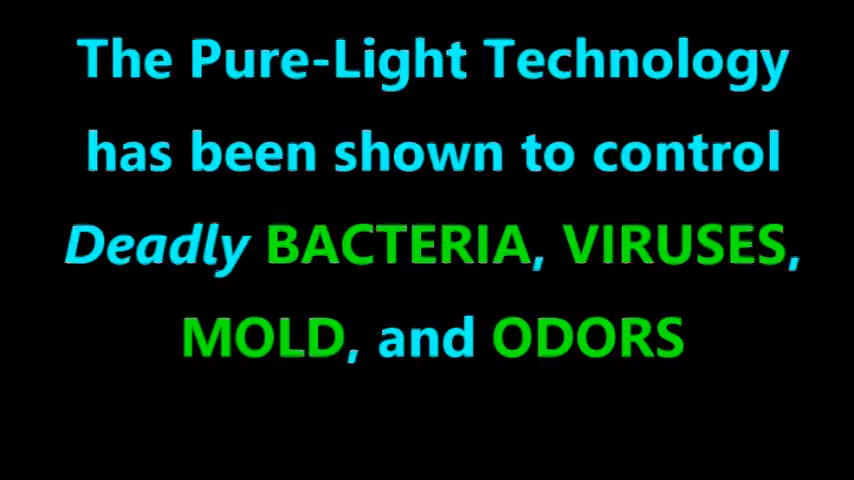 The Pure-Light Technology
has been shown to control
Deadly BACTERIA, VIRUSES,
MOLD, and ODORS